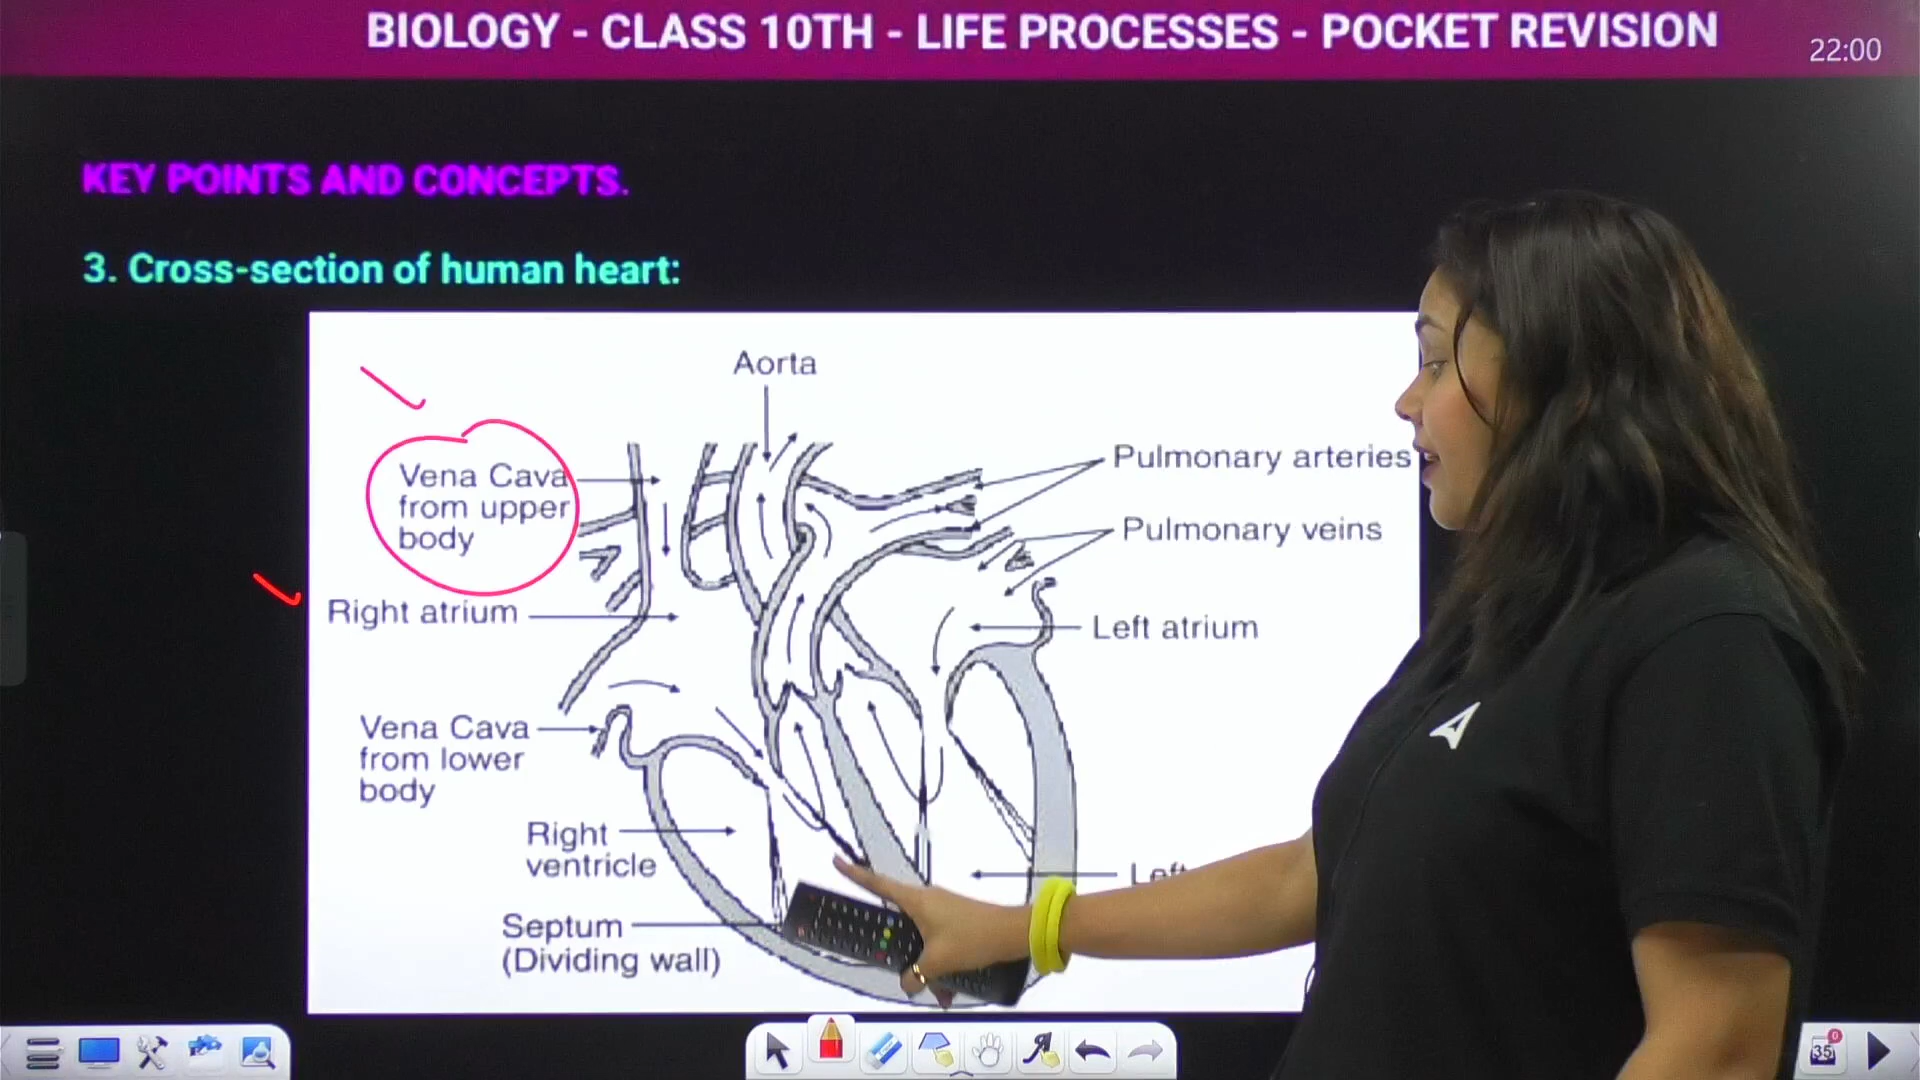 BIOLOGY - CLASS 10TH - LIFE PROCESSES - POCKET REVISION
22:00
KEY POINTS AND CONCEPTS.
3. Cross-section of human heart:
Aorta
Vena Cava
from upper
body
Pulmonary arteries
Pulmonary veins
Right atrium
Left atrium
Vena Cava
from lower
body
Right
ventricle
Septum
(Dividing wall)
35